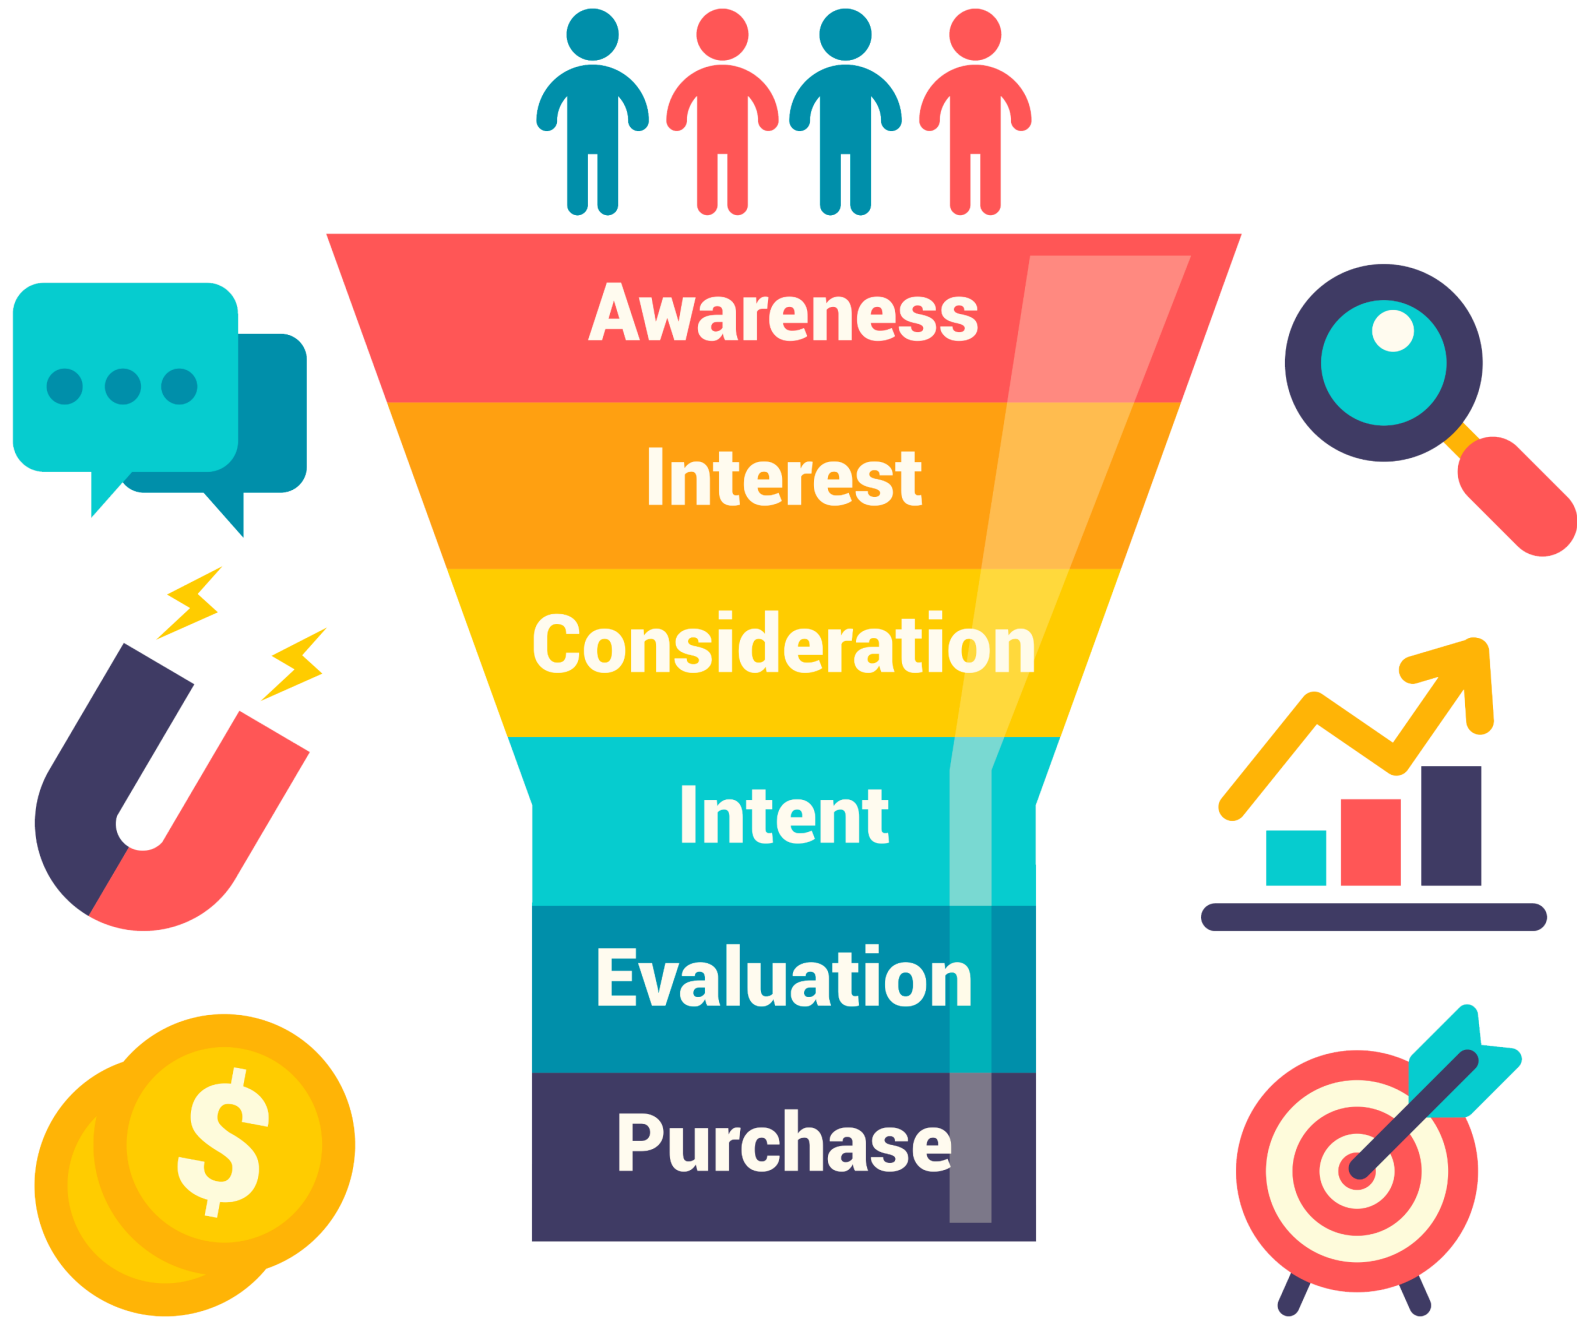 Awareness
Interest
Consideration
Intent
Evaluation
Purchase
$